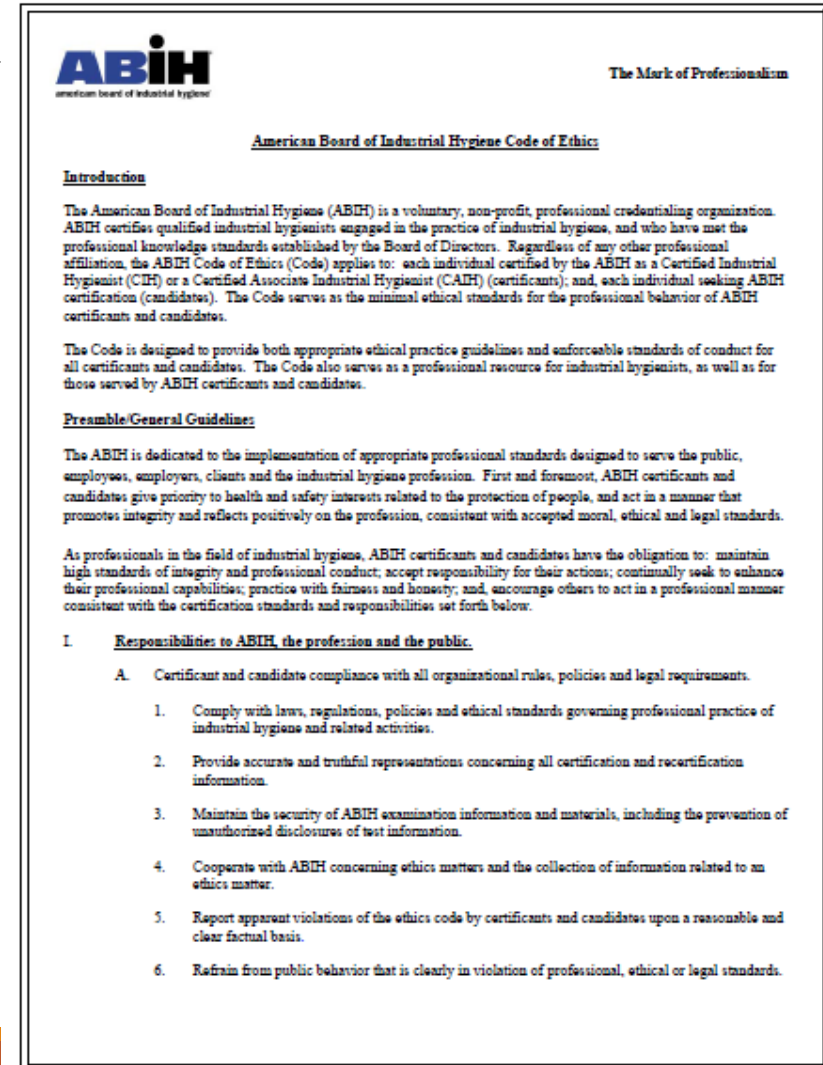 ABIH
american board of industrial hygiene
The Mark of Professionalism
American Board of Industrial Hygiene Code of Ethics
Introduction
The American Board of Industrial Hygiene (ABIH) is a voluntary, non-profit, professional credentialing organization.
ABIH certifies qualified industrial hygienists engaged in the practice of industrial hygiene, and who have met the
professional knowledge standards established by the Board of Directors. Regardless of any other professional
affiliation, the ABIH Code of Ethics (Code) applies to: each individual certified by the ABIH as a Certified Industrial
Hygienist (CIH) or a Certified Associate Industrial Hygienist (CAIH) (certificants); and, each individual seeking ABIH
certification (candidates). The Code serves as the minimal ethical standards for the professional behavior of ABIH
certificants and candidates.
The Code is designed to provide both appropriate ethical practice guidelines and enforceable standards of conduct for
all certificants and candidates. The Code also serves as a professional resource for industrial hygienists, as well as for
those served by ABIH certificants and candidates.
Preamble/General Guidelines
The ABIH is dedicated to the implementation of appropriate professional standards designed to serve the public,
employees, employers, clients and the industrial hygiene profession. First and foremost, ABIH certificants and
candidates give priority to health and safety interests related to the protection of people, and act in a manner that
promotes integrity and reflects positively on the profession, consistent with accepted moral, ethical and legal standards.
As professionals in the field of industrial hygiene, ABIH certificants and candidates have the obligation to: maintain
high standards of integrity and professional conduct; accept responsibility for their actions; continually seek to enhance
their professional capabilities; practice with fairness and honesty; and, encourage others to act in a professional manner
consistent with the certification standards and responsibilities set forth below.
I. Responsibilities to ABIH, the profession and the public.
A. Certificant and candidate compliance with all organizational rules, policies and legal requirements.
1. Comply with laws, regulations, policies and ethical standards governing professional practice of
industrial hygiene and related activities.
2. Provide accurate and truthful representations concerning all certification and recertification
information.
3. Maintain the security of ABIH examination information and materials, including the prevention of
unauthorized disclosures of test information.
4. Cooperate with ABIH concerning ethics matters and the collection of information related to an
ethics matter.
5. Report apparent violations of the ethics code by certificants and candidates upon a reasonable and
clear factual basis.
6. Refrain from public behavior that is clearly in violation of professional, ethical or legal standards.